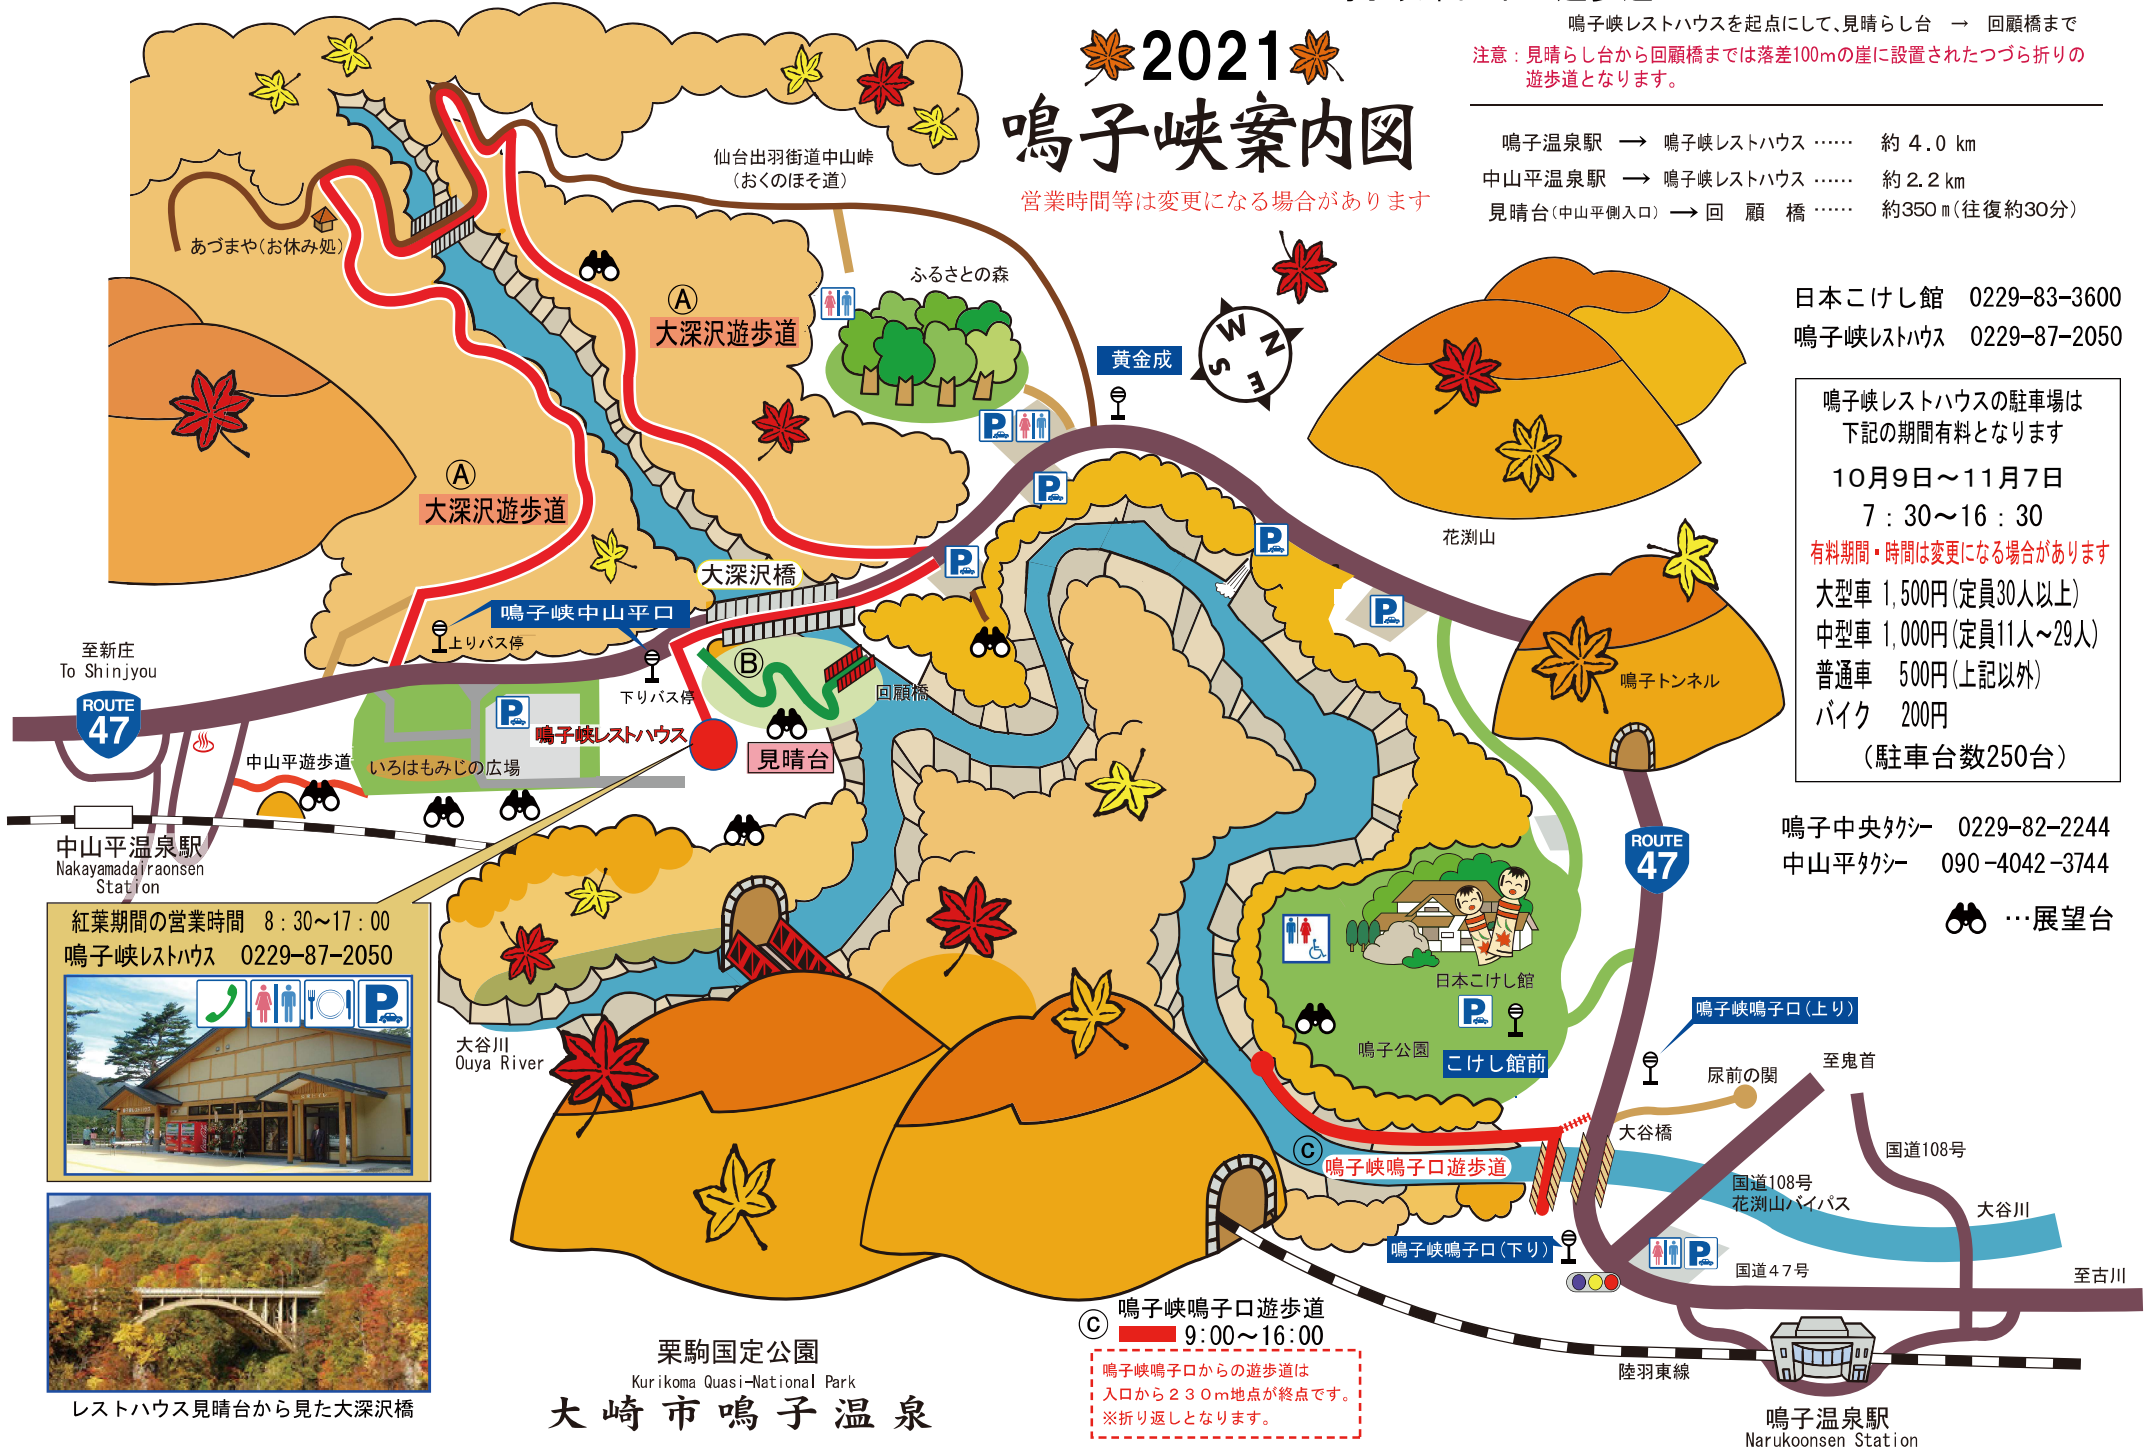 鳴子峡レストハウスを起点にして、見晴らし台 → 回顧橋まで
注意：見晴らし台から回顧橋までは落差100mの崖に設置されたつづら折りの
遊歩道となります。
2021
鳴子峡案内図
営業時間等は変更になる場合があります
鳴子温泉駅 → 鳴子峡レストハウス …… 約 4.0 km
中山平温泉駅 → 鳴子峡レストハウス …… 約 2.2 km
見晴台(中山平側入口) → 回顧橋 …… 約350m(往復約30分)
仙台出羽街道中山峠
(おくのほそ道)
あづまや(お休み処)
ふるさとの森
Ⓐ
大深沢遊歩道
Ⓐ
大深沢遊歩道
黄金成
W
N
S
E
日本こけし館 0229-83-3600
鳴子峡レストハウス 0229-87-2050
鳴子峡レストハウスの駐車場は
下記の期間有料となります
10月9日～11月7日
7：30～16：30
有料期間・時間は変更になる場合があります
大型車 1,500円(定員30人以上)
中型車 1,000円(定員11人～29人)
普通車 500円(上記以外)
バイク 200円
(駐車台数250台)
鳴子中央タクシー 0229-82-2244
中山平タクシー 090-4042-3744
…展望台
P
P
P
P
P
花渕山
鳴子トンネル
大深沢橋
鳴子峡中山平口
上りバス停
下りバス停
Ⓑ
回顧橋
見晴台
鳴子峡レストハウス
P
いろはもみじの広場
中山平遊歩道
至新庄
To Shinjyou
ROUTE
47
中山平温泉駅
Nakayamadairaonsen
Station
紅葉期間の営業時間 8：30～17：00
鳴子峡レストハウス 0229-87-2050
P
レストハウス見晴台から見た大深沢橋
大谷川
Ouya River
ROUTE
47
日本こけし館
P
鳴子公園
こけし館前
鳴子峡鳴子口(上り)
至鬼首
尿前の関
大谷橋
国道108号
国道108号
花渕山バイパス
大谷川
Ⓒ
鳴子峡鳴子口遊歩道
鳴子峡鳴子口(下り)
P
国道47号
至古川
陸羽東線
鳴子温泉駅
Narukoonsen Station
Ⓒ 鳴子峡鳴子口遊歩道
9:00～16:00
鳴子峡鳴子口からの遊歩道は
入口から230m地点が終点です。
※折り返しとなります。
栗駒国定公園
Kurikoma Quasi-National Park
大崎市鳴子温泉